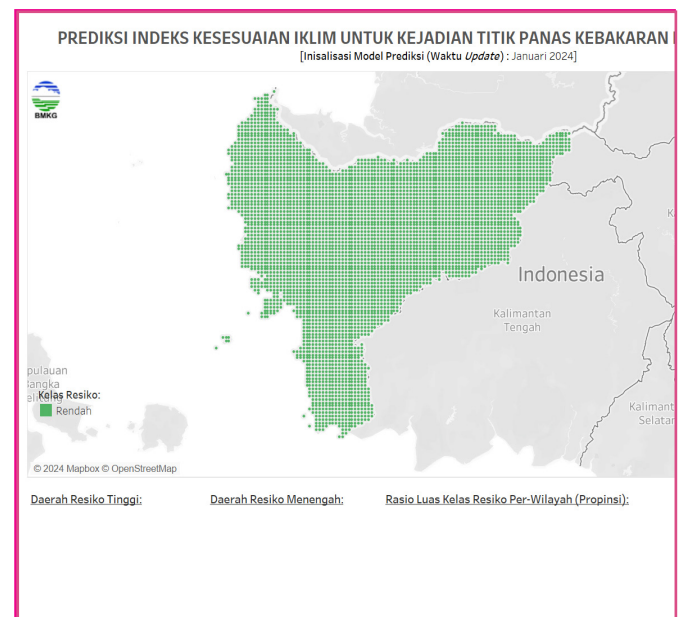 PREDIKSI INDEKS KESESUAIAN IKLIM UNTUK KEJADIAN TITIK PANAS KEBAKARAN
[Inisalisasi Model Prediksi (Waktu Update) : Januari 2024]
BMKG
Indonesia
Kalimantan
Tengah
pulauan
Kelas Resiko:
Rendah
Kalimant
Selatar
© 2024 Mapbox © OpenStreetMap
Daerah Resiko Tinggi: Daerah Resiko Menengah: Rasio Luas Kelas Resiko Per-Wilayah (Propinsi):